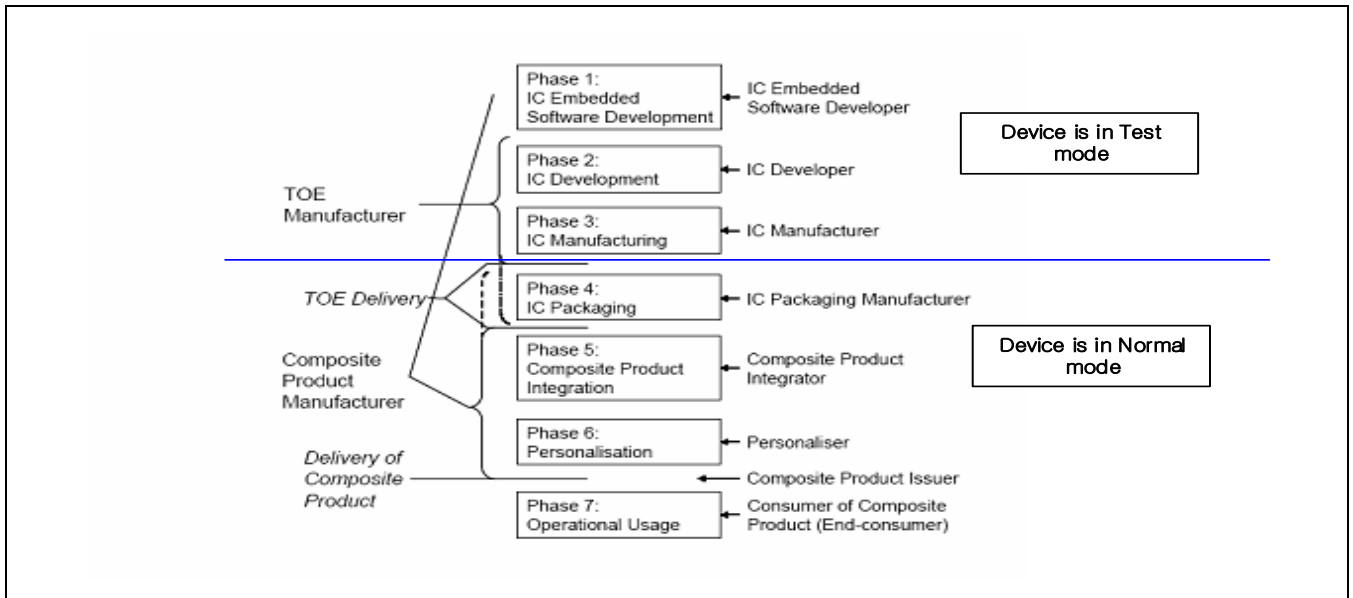 Phase 1:
IC Embedded
Software Development
IC Embedded
Software Developer
Device is in Test
mode
Phase 2:
IC Development
IC Developer
TOE
Manufacturer
Phase 3:
IC Manufacturing
IC Manufacturer
TOE Delivery
Phase 4:
IC Packaging
IC Packaging Manufacturer
Device is in Normal
mode
Composite
Product
Manufacturer
Phase 5:
Composite Product
Integration
Composite Product
Integrator
Phase 6:
Personalisation
Personaliser
Delivery of
Composite
Product
Composite Product Issuer
Phase 7:
Operational Usage
Consumer of Composite
Product (End-consumer)